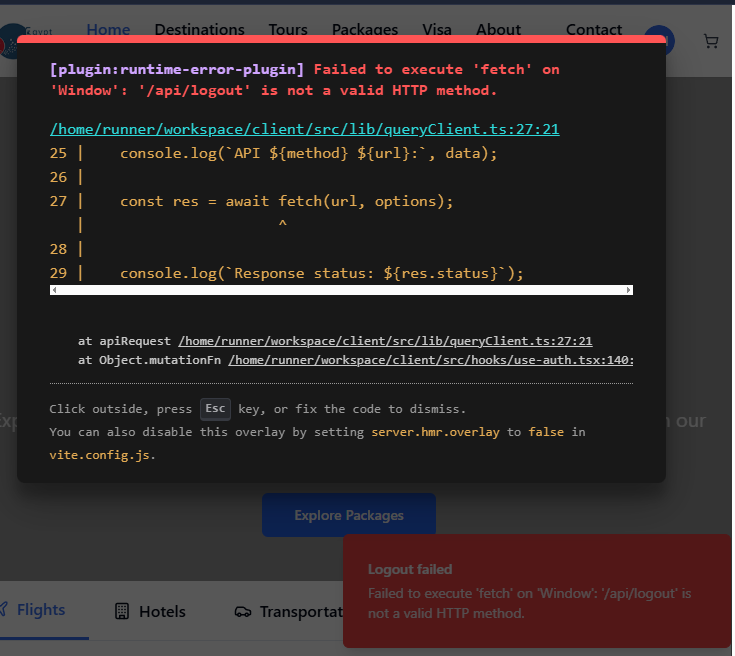 Egypt
Home Destinations Tours Packages Visa About Contact
[plugin:runtime-error-plugin] Failed to execute 'fetch' on
'Window': '/api/logout' is not a valid HTTP method.
/home/runner/workspace/client/src/lib/queryClient.ts:27:21
25 |    console.log(`API ${method} ${url}:`, data);
26 |
27 |    const res = await fetch(url, options);
|                      ^
28 |
29 |    console.log(`Response status: ${res.status}`);
at apiRequest /home/runner/workspace/client/src/lib/queryClient.ts:27:21
at Object.mutationFn /home/runner/workspace/client/src/hooks/use-auth.tsx:140:
Click outside, press Esc key, or fix the code to dismiss.
You can also disable this overlay by setting server.hmr.overlay to false in
vite.config.js.
our
Explore Packages
Logout failed
Failed to execute 'fetch' on 'Window': '/api/logout' is
not a valid HTTP method.
Flights Hotels Transportat